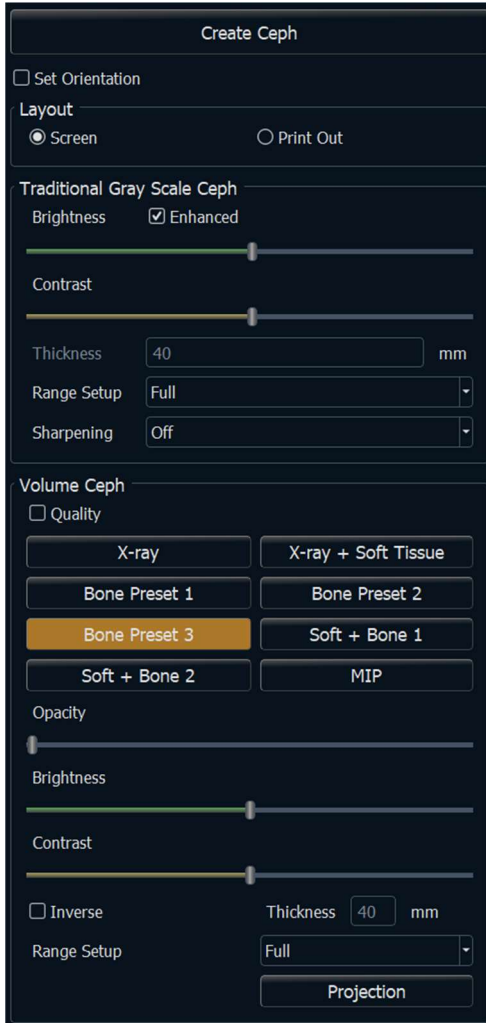 Create Ceph
Set Orientation
Layout
Screen Print Out
Traditional Gray Scale Ceph
Brightness Enhanced
Contrast
Thickness 40 mm
Range Setup Full
Sharpening Off
Volume Ceph
Quality
X-ray X-ray + Soft Tissue
Bone Preset 1 Bone Preset 2
Bone Preset 3 Soft + Bone 1
Soft + Bone 2 MIP
Opacity
Brightness
Contrast
Inverse Thickness 40 mm
Range Setup Full
Projection